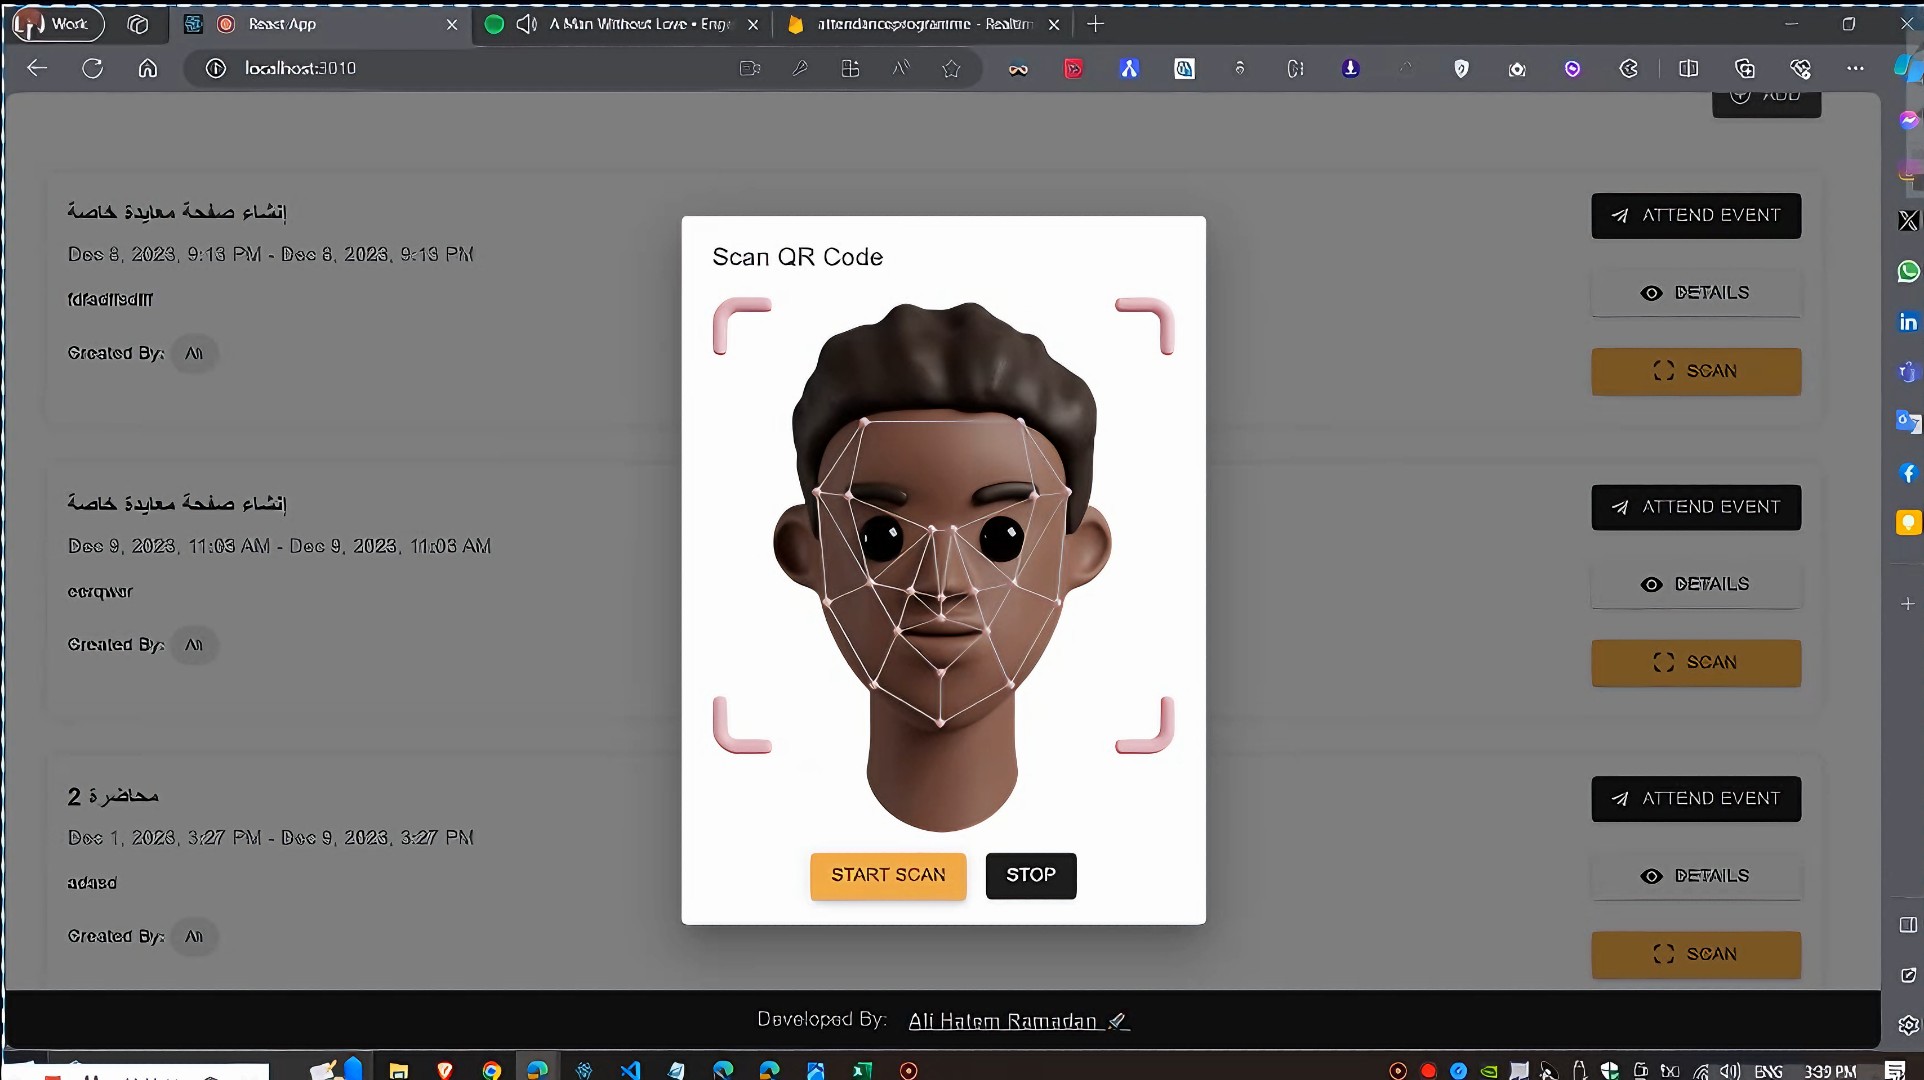 Work
React App
A Man Without Love • Eng
attendanceprogramme - Realtim
localhost:3010
ADD
إنشاء صفحة معايدة خاصة
Dec 8, 2023, 9:13 PM - Dec 8, 2023, 9:13 PM
Created By: Ali
ATTEND EVENT
DETAILS
SCAN
إنشاء صفحة معايدة خاصة
Dec 9, 2023, 11:03 AM - Dec 9, 2023, 11:03 AM
Created By: Ali
ATTEND EVENT
DETAILS
SCAN
محاضرة 2
Dec 1, 2023, 3:27 PM - Dec 9, 2023, 3:27 PM
adasd
Created By: Ali
ATTEND EVENT
DETAILS
SCAN
Scan QR Code
START SCAN
STOP
Developed By: Ali Hatem Ramadan
ENG
3:39 PM